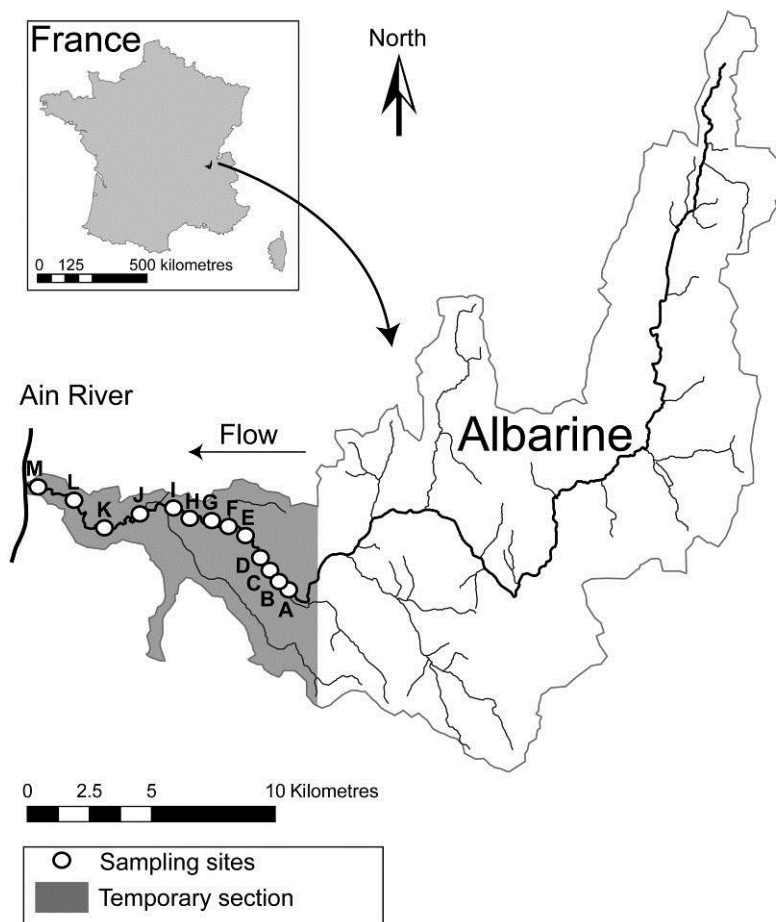 France
0 125 500 kilometres
North
Albarine
Ain River
Flow
M
L
K
J
I
H
G
F
E
D
C
B
A
0 2.5 5 10 Kilometres
Sampling sites
Temporary section